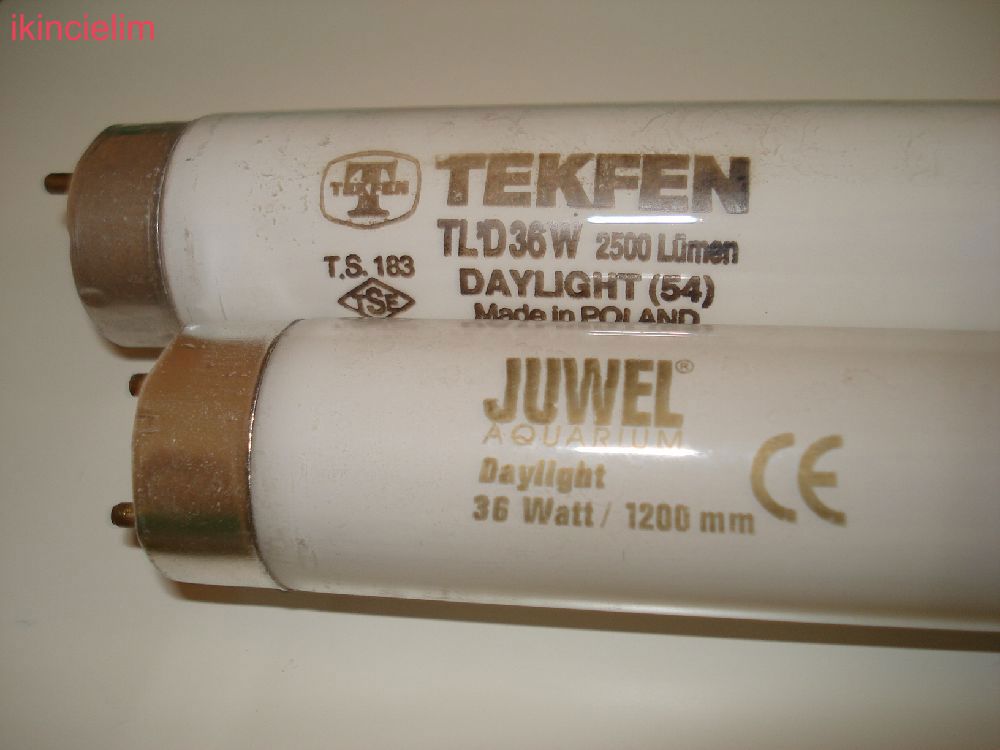 ikincielim
TEKFEN
TEKFEN
TL'D 36W 2500 Lümen
T.S. 183
TSE
DAYLIGHT (54)
Made in POLAND
JUWEL®
AQUARIUM
Daylight
36 Watt / 1200 mm
CE